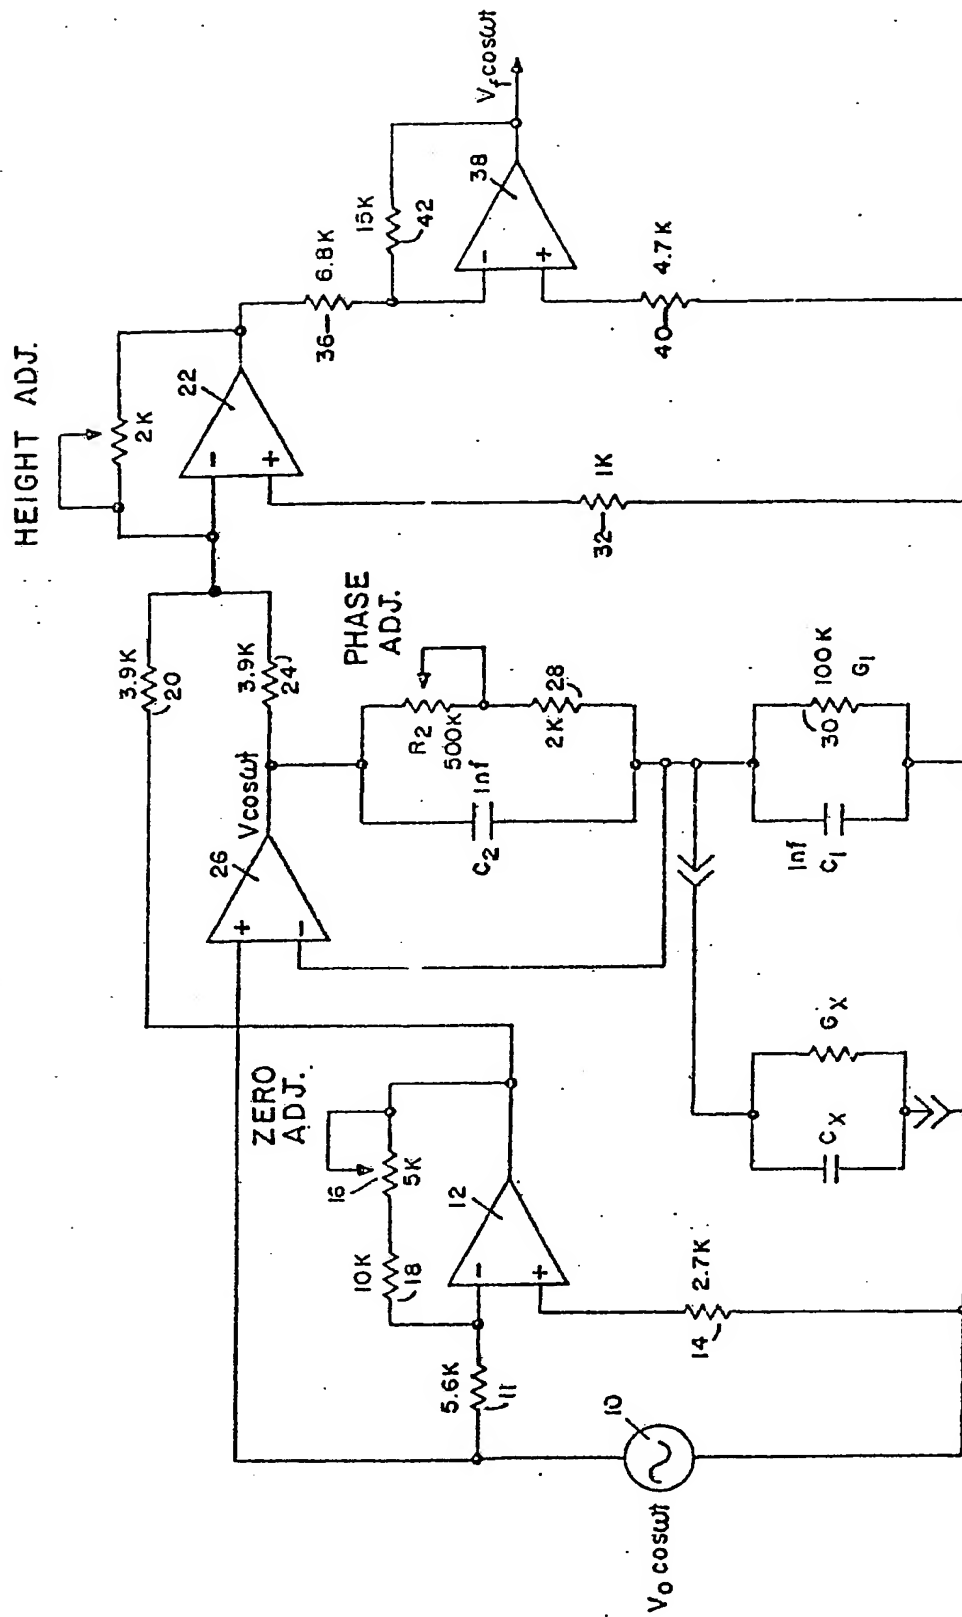 HEIGHT ADJ.
2K
22
3.9K
20
3.9K
24
6.8K
36
15K
42
38
V_f cosωt
-
+
-
+
4.7K
40
1K
32
PHASE
ADJ.
R2
500K
28
2K
1nf
C2
26
Vcosωt
+
-
100K
G1
30
1nf
C1
ZERO
ADJ.
16
5K
10K
18
12
-
+
5.6K
11
2.7K
14
GX
CX
10
V0 cosωt